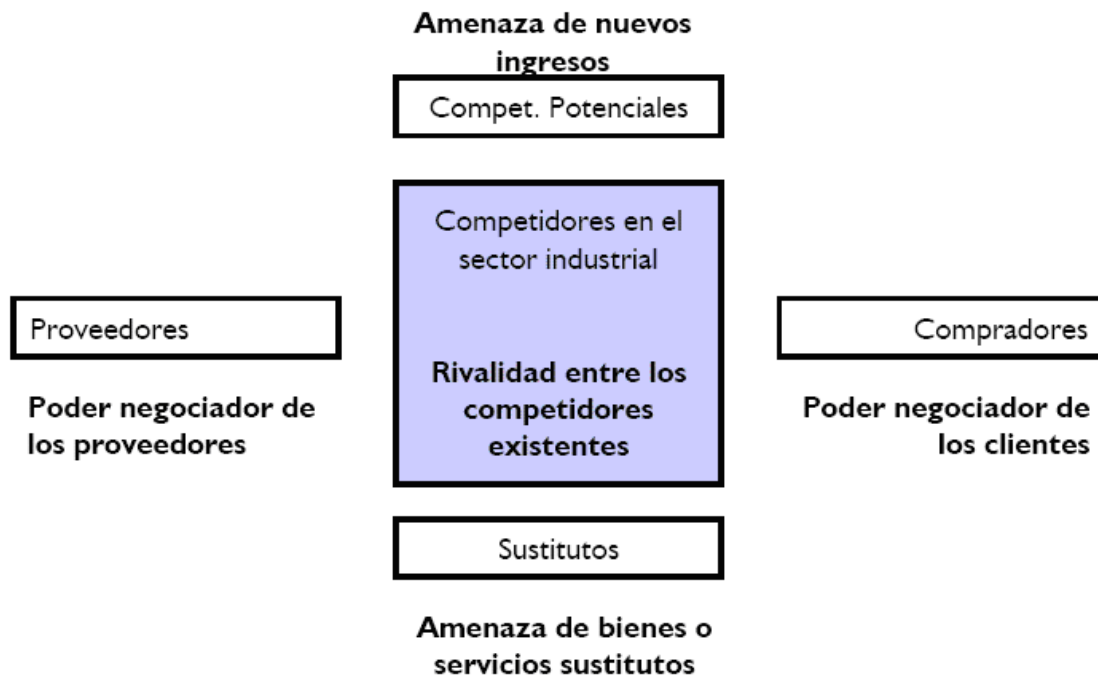 Amenaza de nuevos
ingresos
Compet. Potenciales
Competidores en el
sector industrial
Proveedores
Compradores
Rivalidad entre los
competidores
existentes
Poder negociador de
los proveedores
Poder negociador de
los clientes
Sustitutos
Amenaza de bienes o
servicios sustitutos